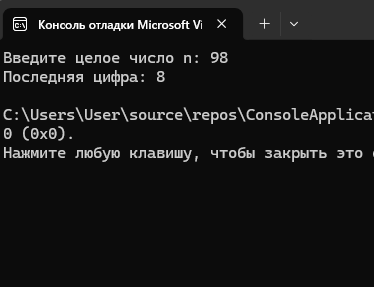 Консоль отладки Microsoft Vi
Введите целое число n: 98
Последняя цифра: 8
C:\Users\User\source\repos\ConsoleApplica
0 (0x0).
Нажмите любую клавишу, чтобы закрыть это